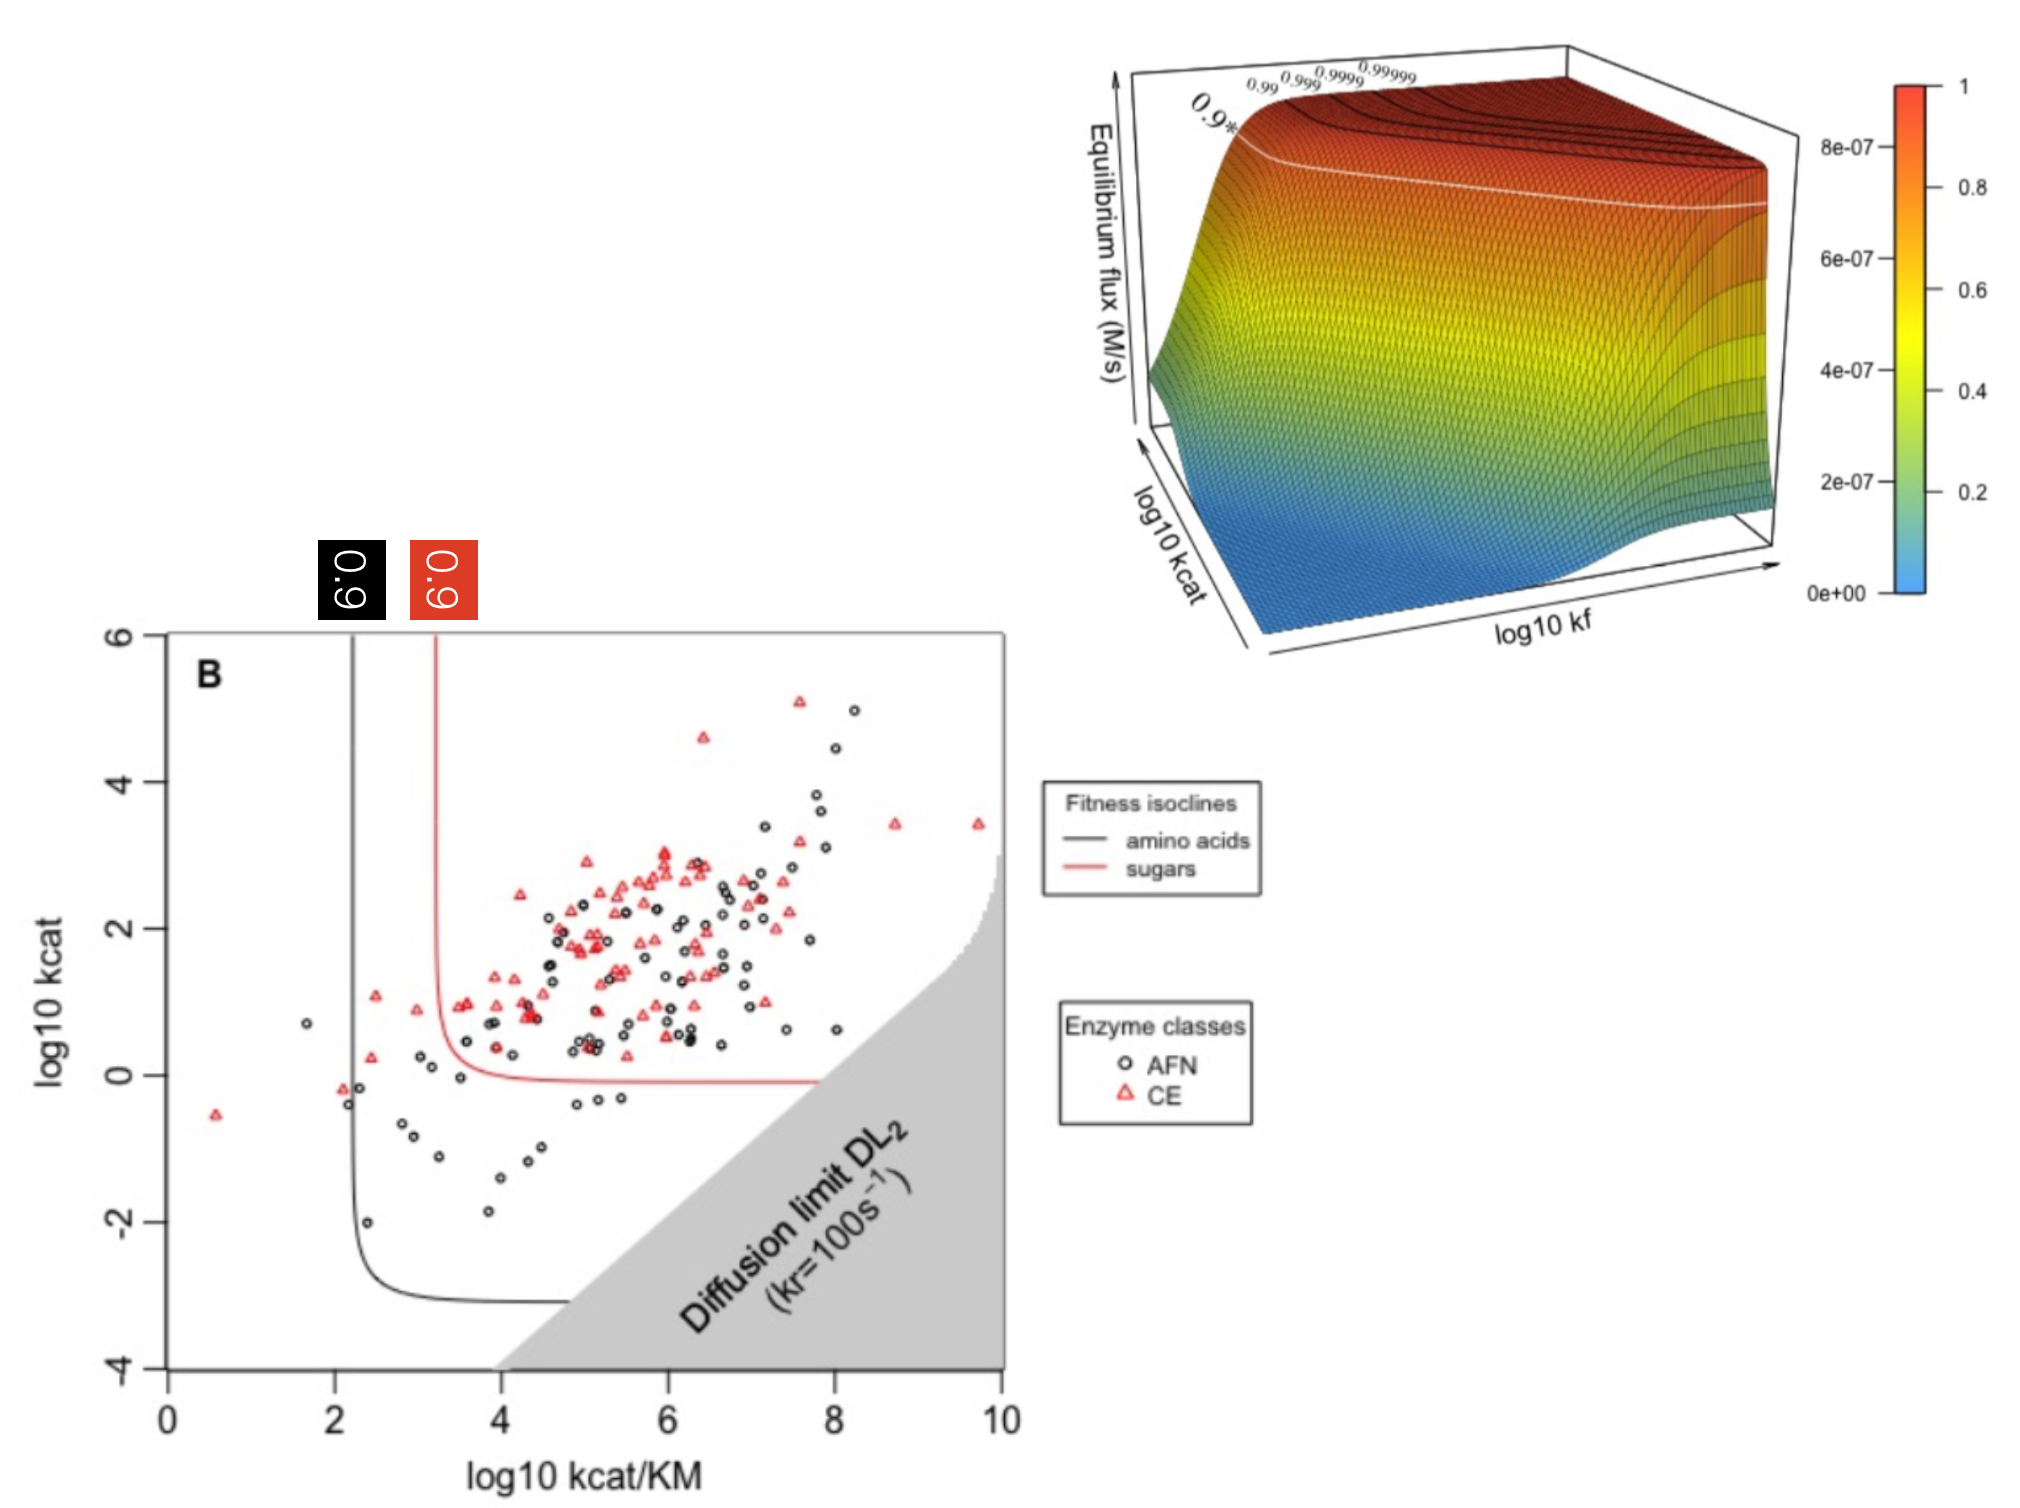 0.9*
0.99
0.999
0.9999
0.99999
Equilibrium flux (M/s)
log10 kcat
log10 kf
8e-07
6e-07
4e-07
2e-07
0e+00
1
0.8
0.6
0.4
0.2
0.9
0.9
B
6
4
2
0
-2
-4
log10 kcat
0
2
4
6
8
10
log10 kcat/KM
Diffusion limit DL₂
(kr=100s⁻¹)
Fitness isoclines
amino acids
sugars
Enzyme classes
AFN
CE